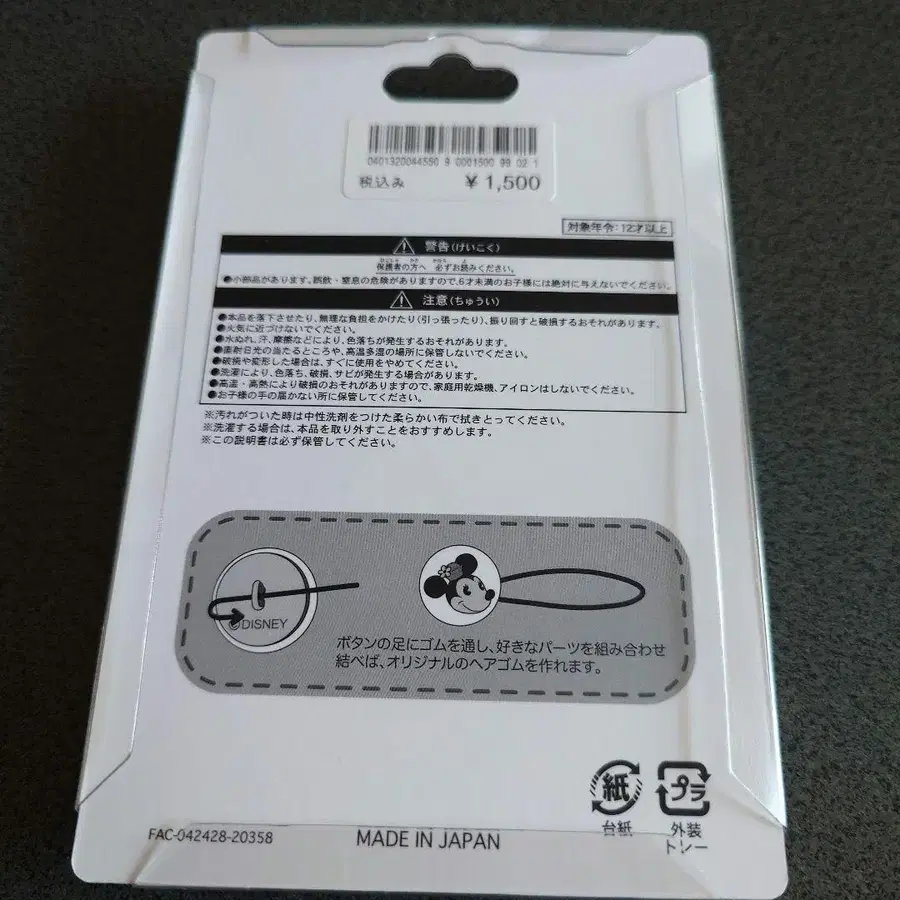 0401320044550 9 0001500 99 02 1
税込み ¥1,500
対象年令:12才以上
警告(けいこく)
保護者の方へ 必ずお読みください。
●小部品があります。誤飲・窒息の危険がありますので、6才未満のお子様には絶対に与えないでください。
注意(ちゅうい)
●本品を落下させたり、無理な負担をかけたり(引っ張ったり)、振り回すと破損するおそれがあります。
●火気に近づけないでください。
●水ぬれ、汗、摩擦などにより、色落ちが発生するおそれがあります。
●直射日光の当たるところや、高温多湿の場所に保管しないでください。
●破損や変形した場合は、すぐに使用をやめてください。
●洗濯により、色落ち、破損、サビが発生する場合があります。
●高温・高熱により破損のおそれがありますので、家庭用乾燥機、アイロンはしないでください。
●お子様の手の届かない所に保管してください。
※汚れがついた時は中性洗剤をつけた柔らかい布で拭きとってください。
※洗濯する場合は、本品を取り外すことをおすすめします。
※この説明書は必ず保管してください。
©DISNEY
ボタンの足にゴムを通し、好きなパーツを組み合わせ
結べば、オリジナルのヘアゴムを作れます。
紙 プラ
台紙 外装
トレー
FAC-042428-20358 MADE IN JAPAN